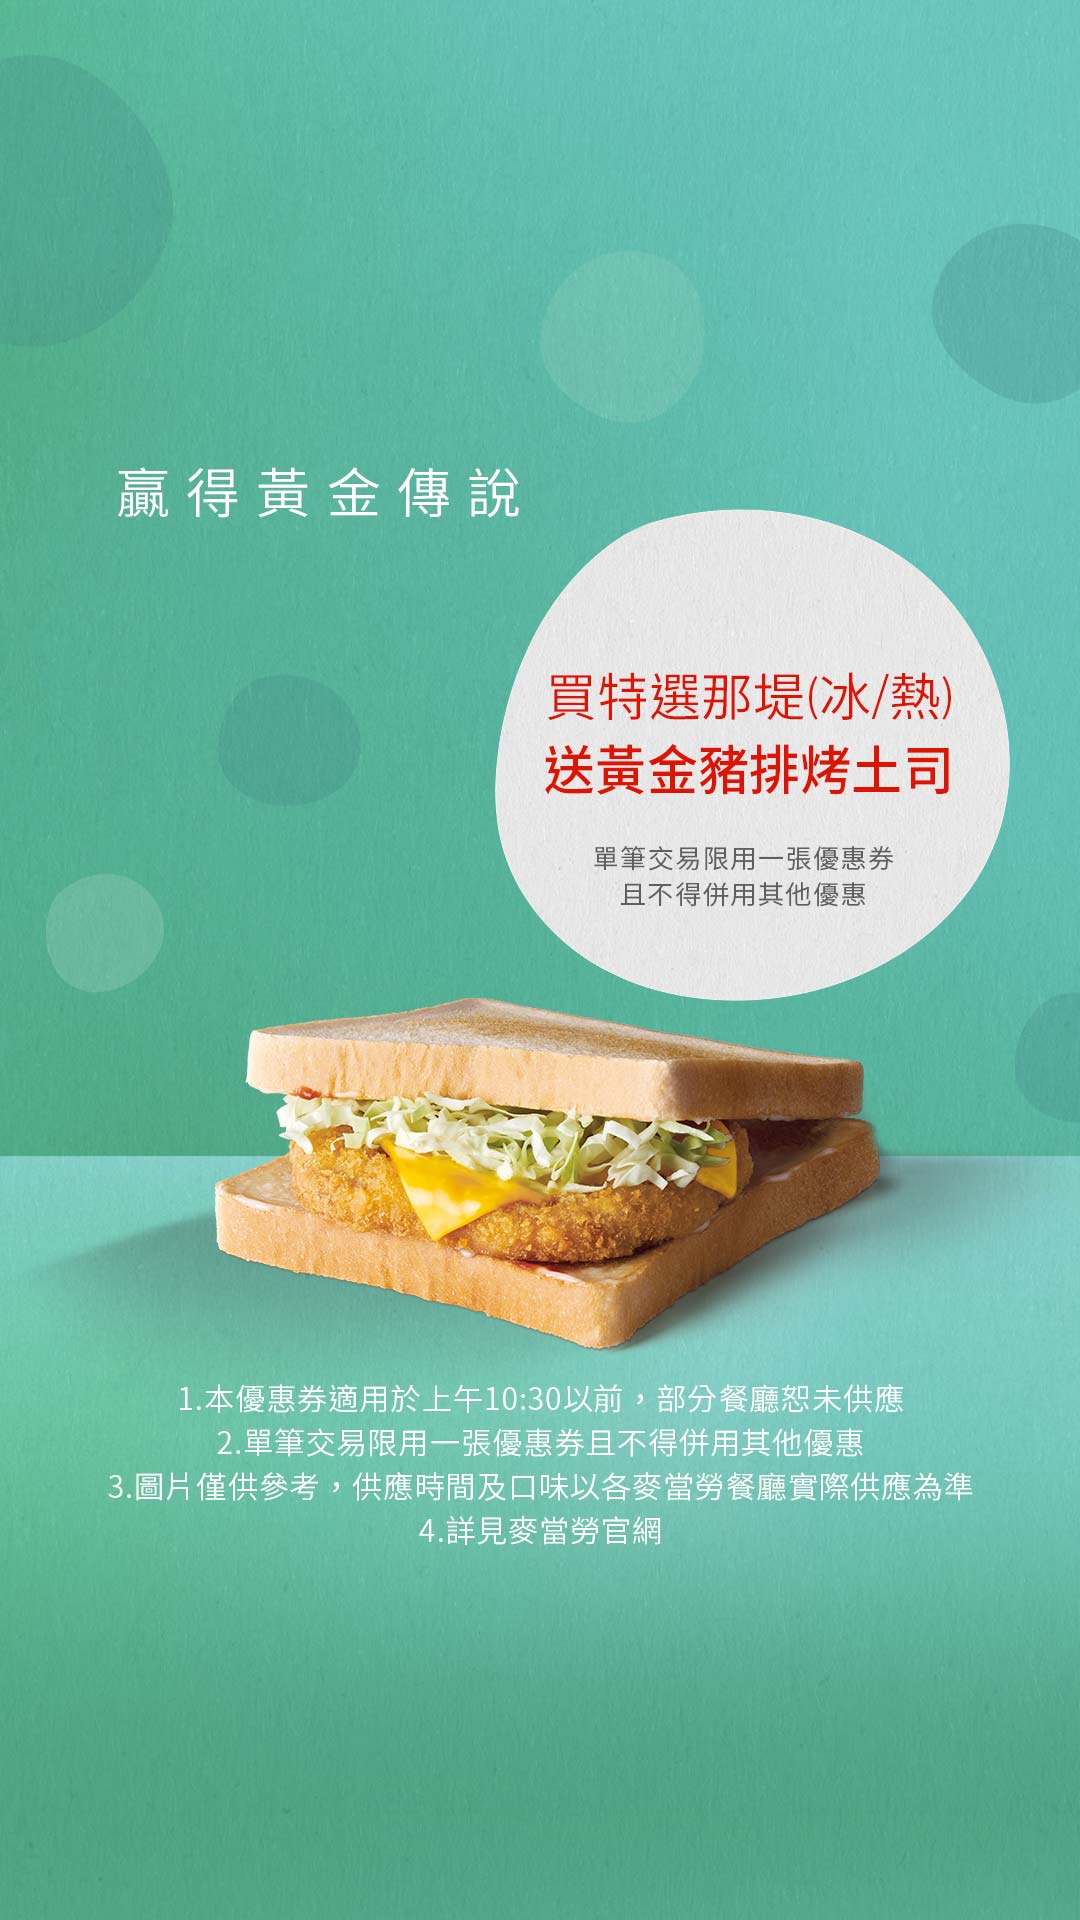 贏得黃金傳說
買特選那堤(冰/熱)
送黃金豬排烤土司
單筆交易限用一張優惠券
且不得併用其他優惠
1.本優惠券適用於上午10:30以前，部分餐廳恕未供應
2.單筆交易限用一張優惠券且不得併用其他優惠
3.圖片僅供參考，供應時間及口味以各麥當勞餐廳實際供應為準
4.詳見麥當勞官網